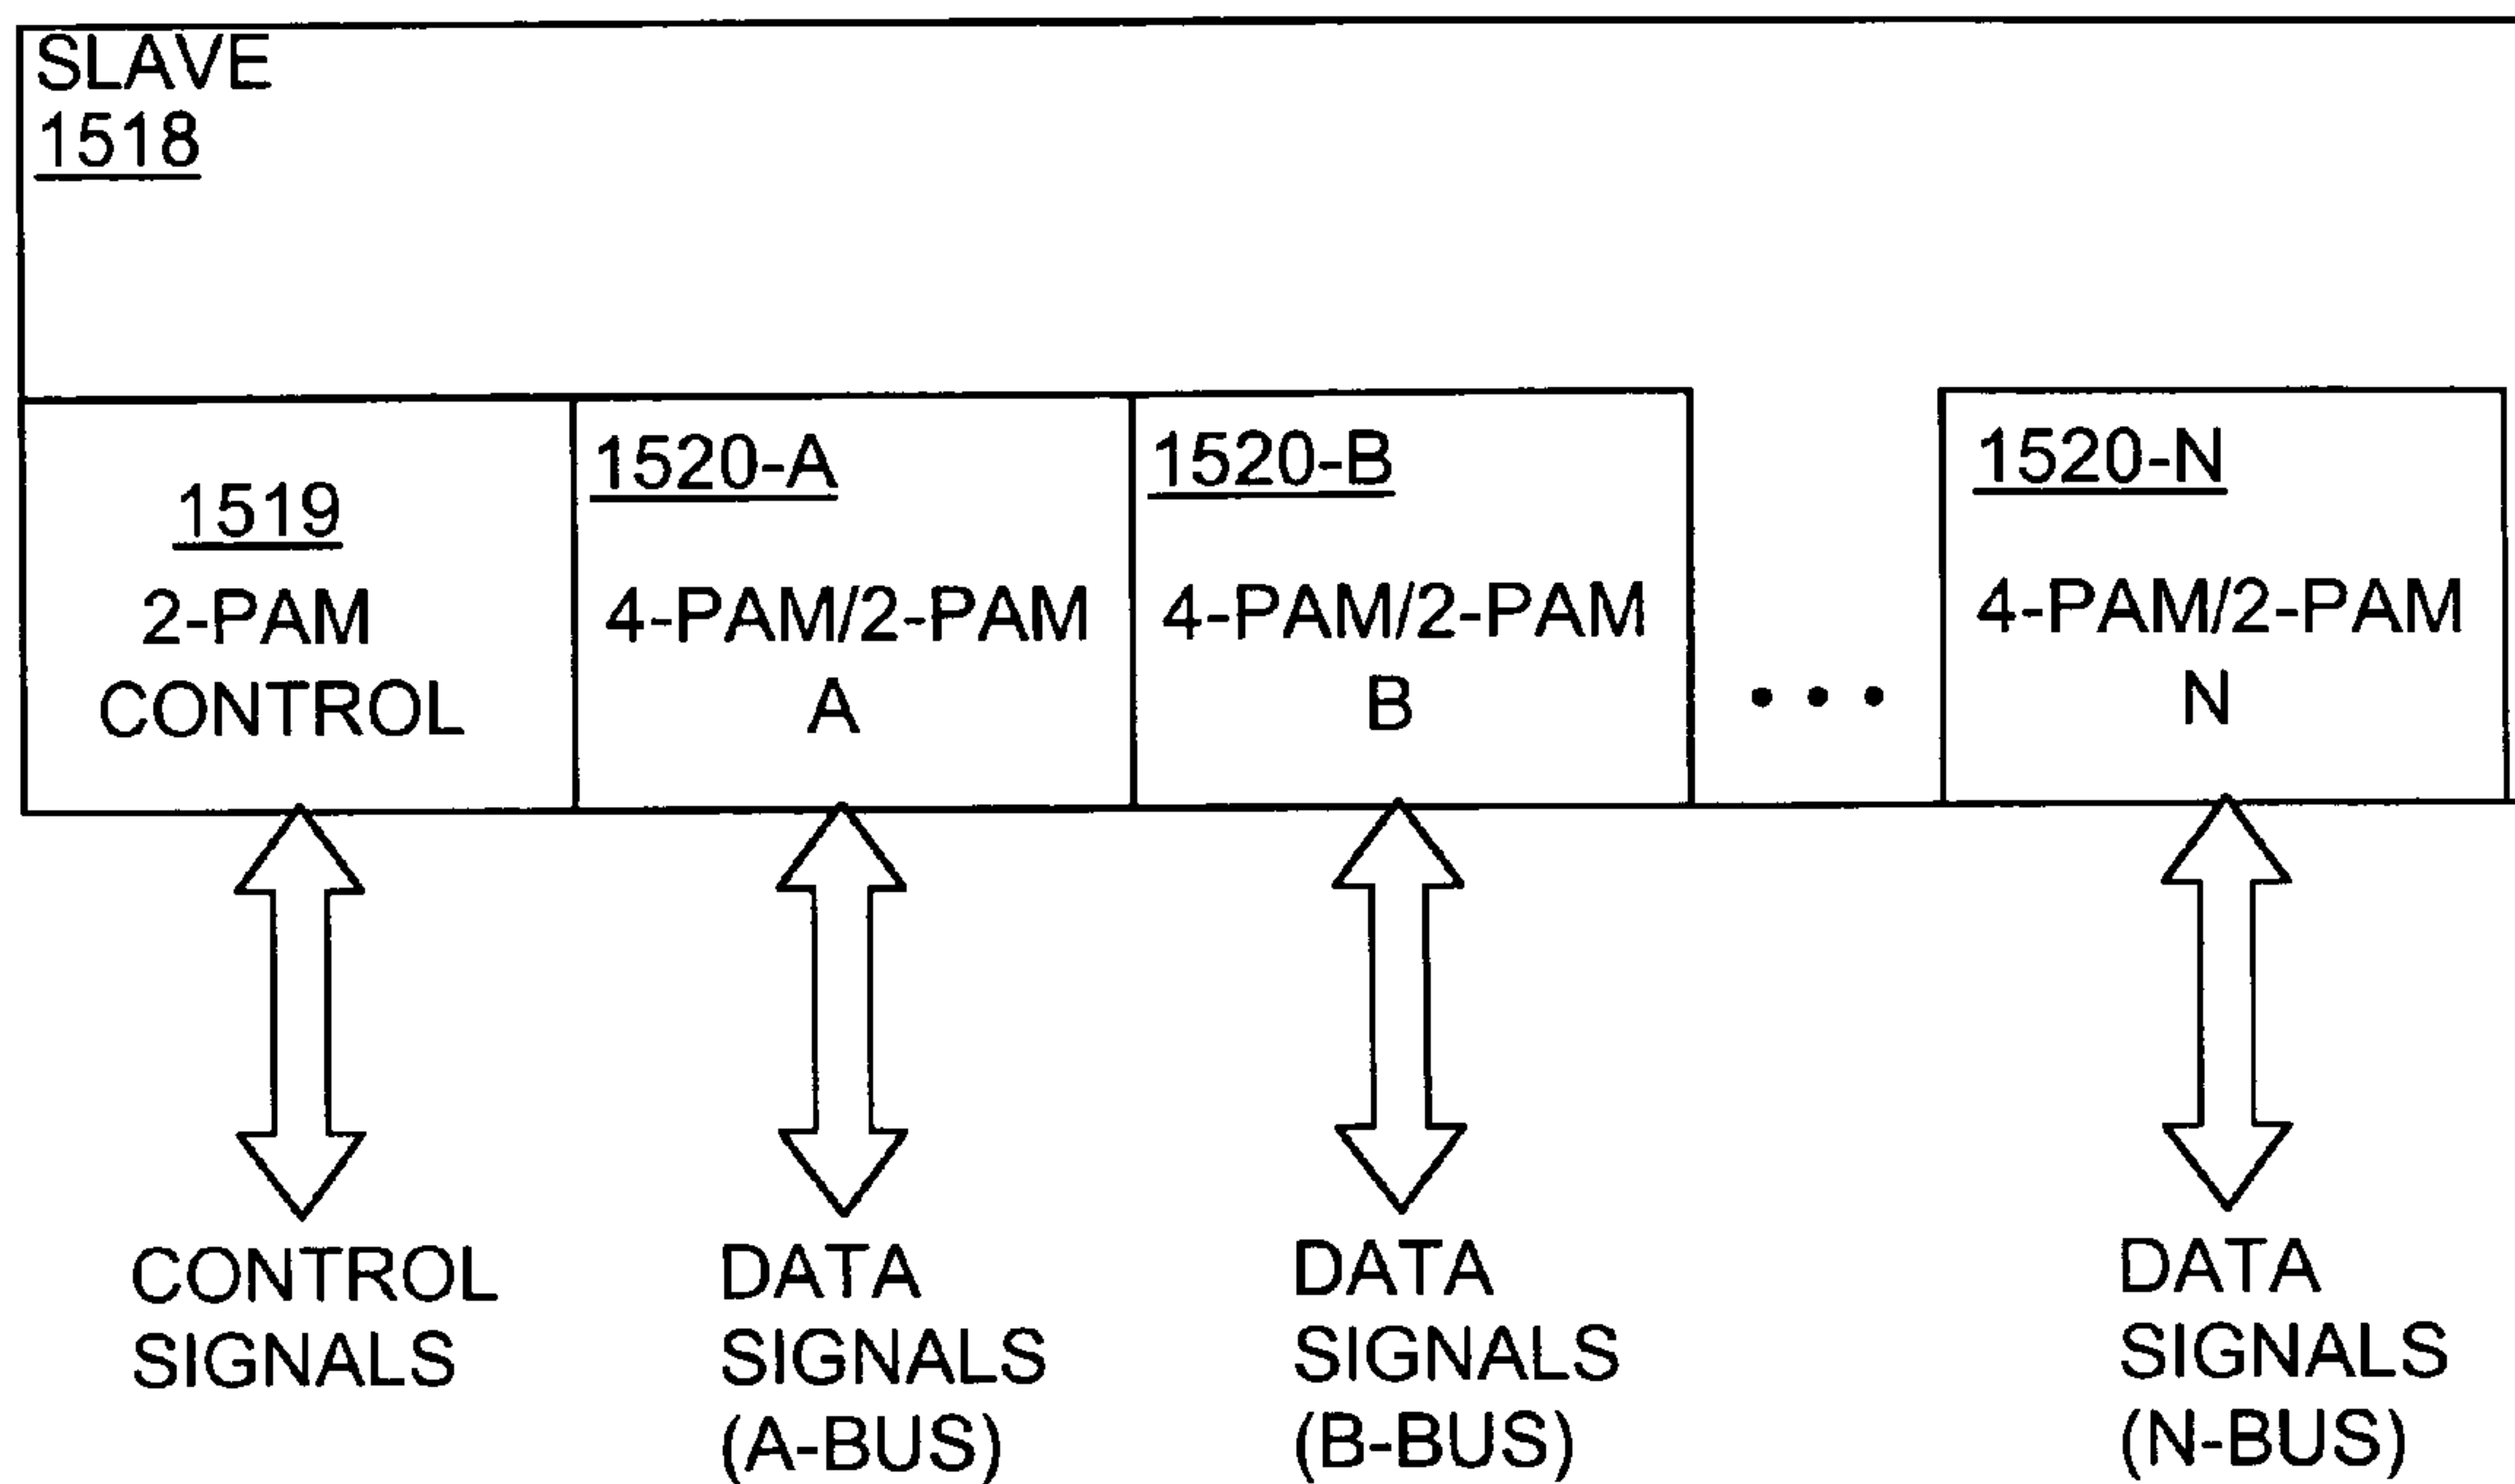 SLAVE
1518
1519
2-PAM
CONTROL
1520-A
4-PAM/2-PAM
A
1520-B
4-PAM/2-PAM
B
• • •
1520-N
4-PAM/2-PAM
N
CONTROL
SIGNALS
DATA
SIGNALS
(A-BUS)
DATA
SIGNALS
(B-BUS)
DATA
SIGNALS
(N-BUS)